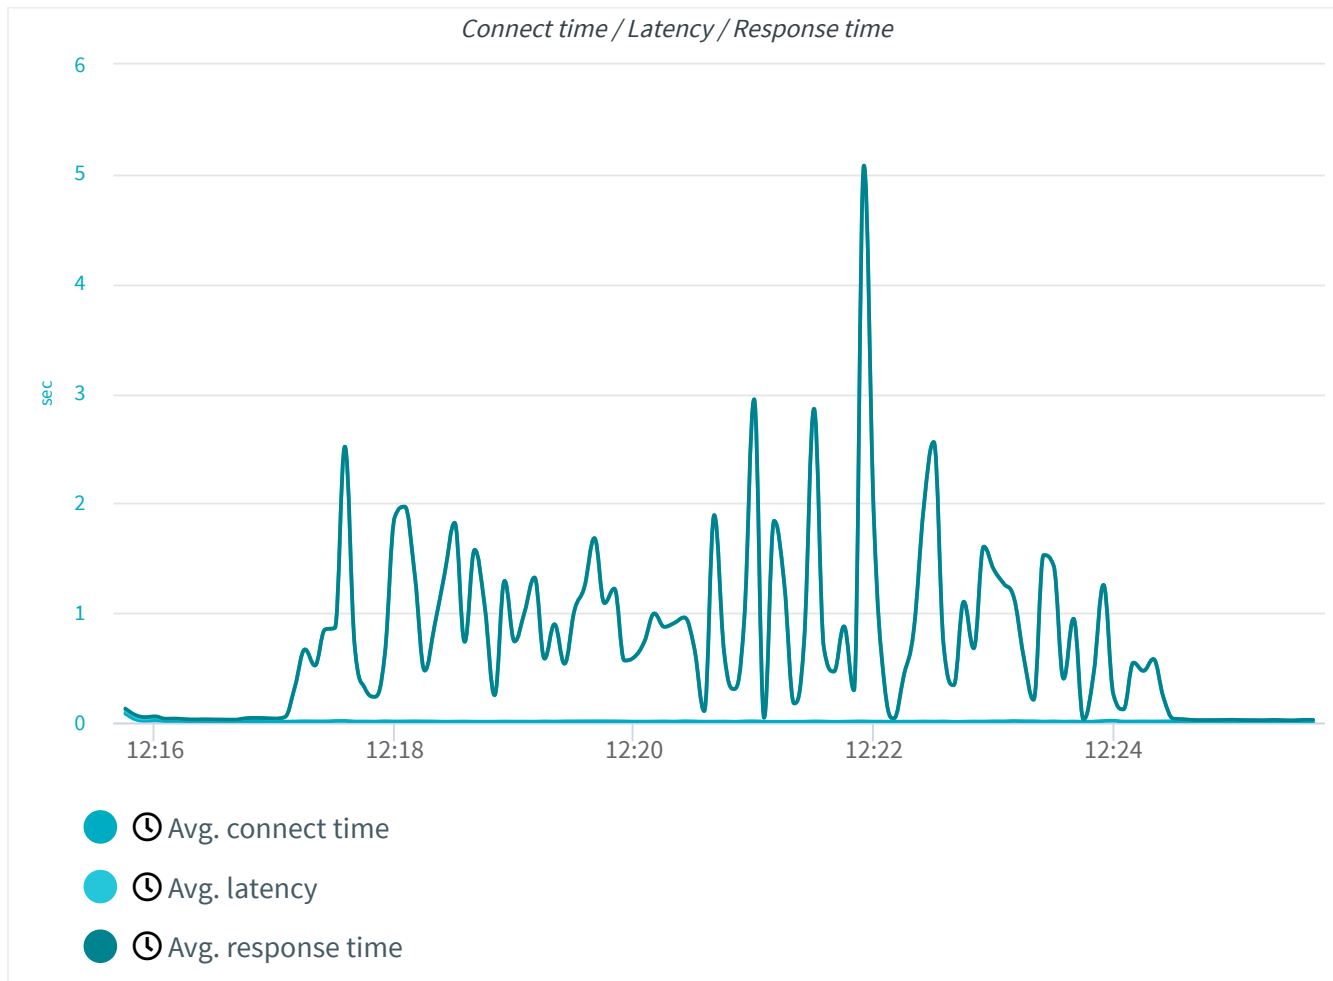 Connect time / Latency / Response time
6
5
4
3
2
1
0
sec
12:16 12:18 12:20 12:22 12:24
Avg. connect time
Avg. latency
Avg. response time